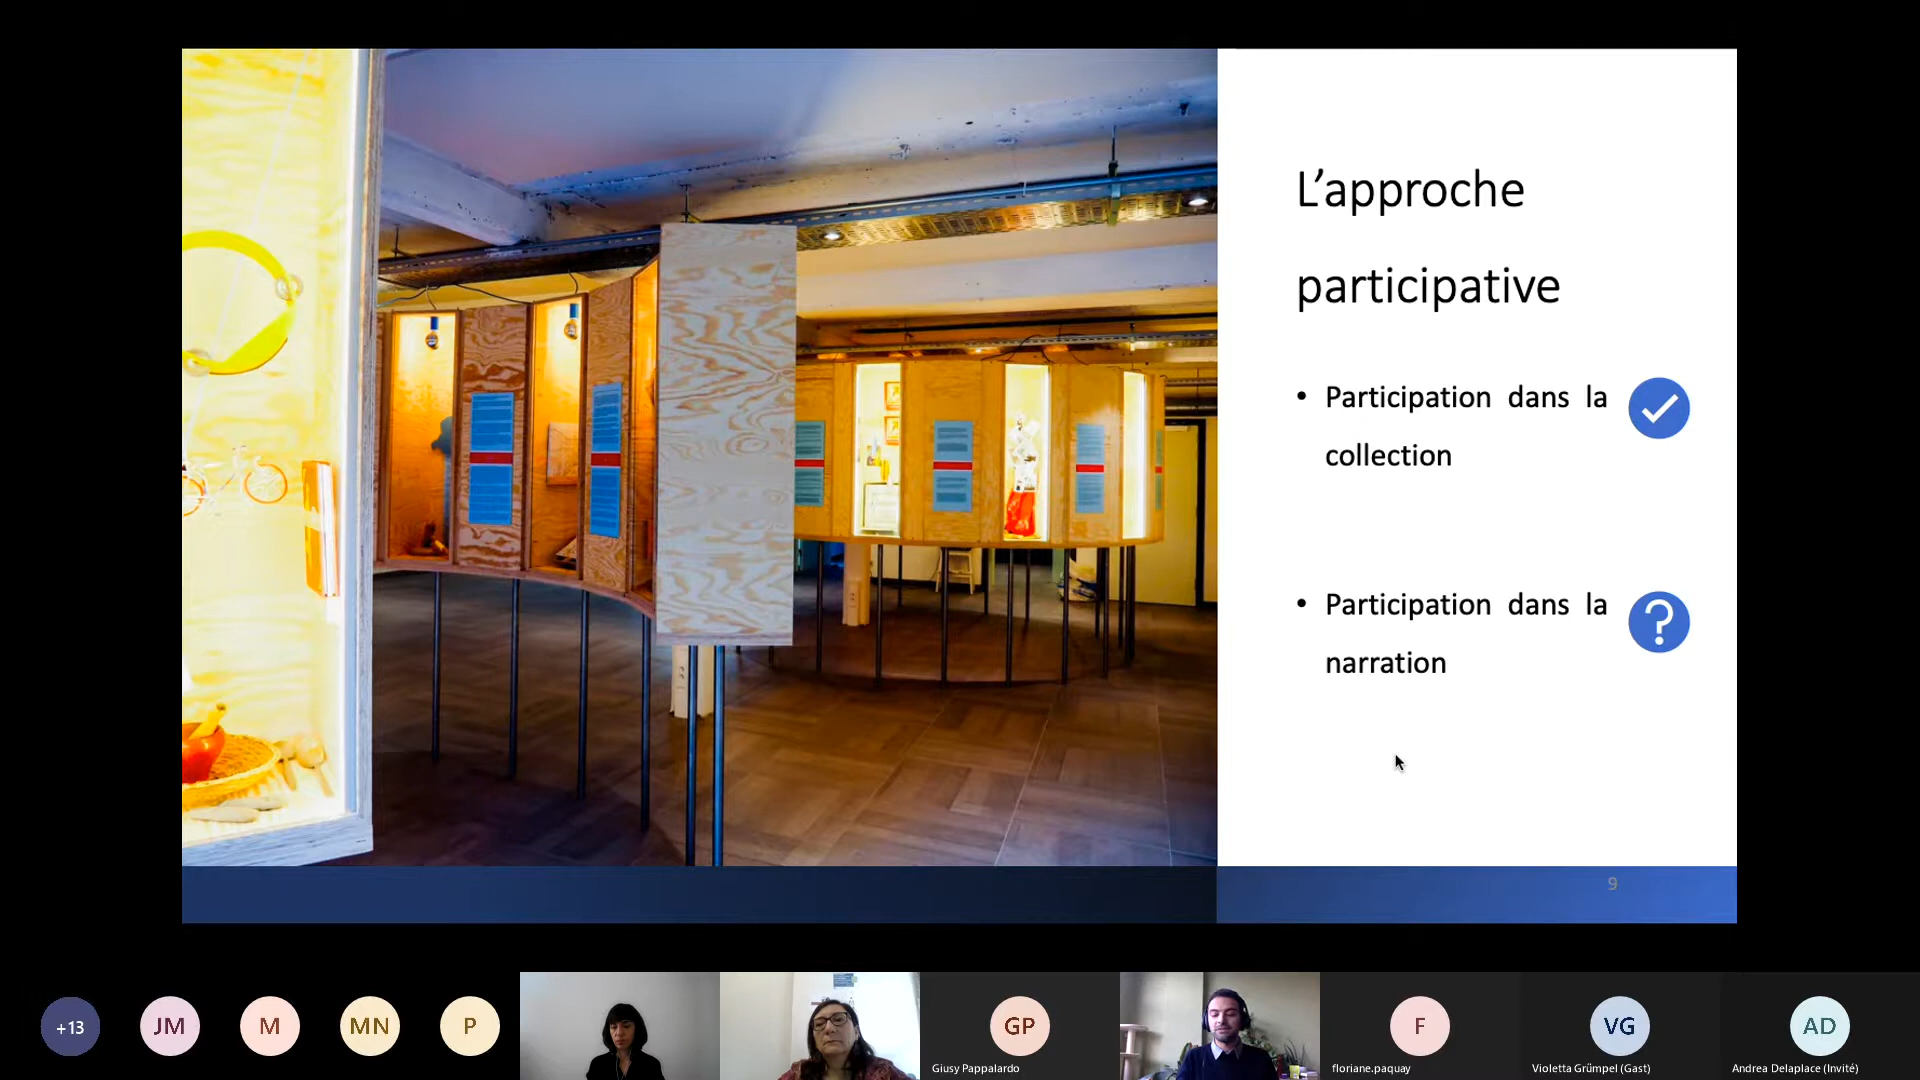 L’approche
participative
• Participation dans la
collection
• Participation dans la
narration
9
+13
JM
M
MN
P
GP
Giusy Pappalardo
F
floriane.paquay
VG
Violetta Grümpel (Gast)
AD
Andrea Delaplace (Invité)